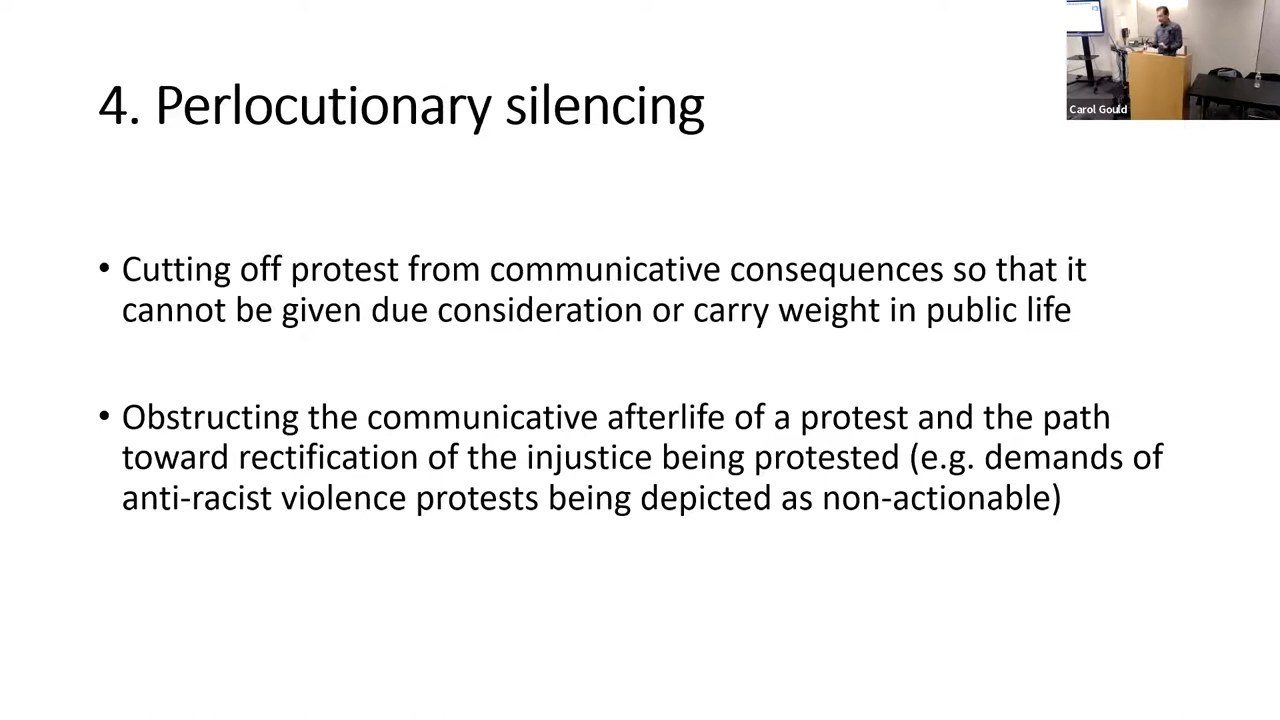 4. Perlocutionary silencing
Carol Gould
• Cutting off protest from communicative consequences so that it
cannot be given due consideration or carry weight in public life
• Obstructing the communicative afterlife of a protest and the path
toward rectification of the injustice being protested (e.g. demands of
anti-racist violence protests being depicted as non-actionable)